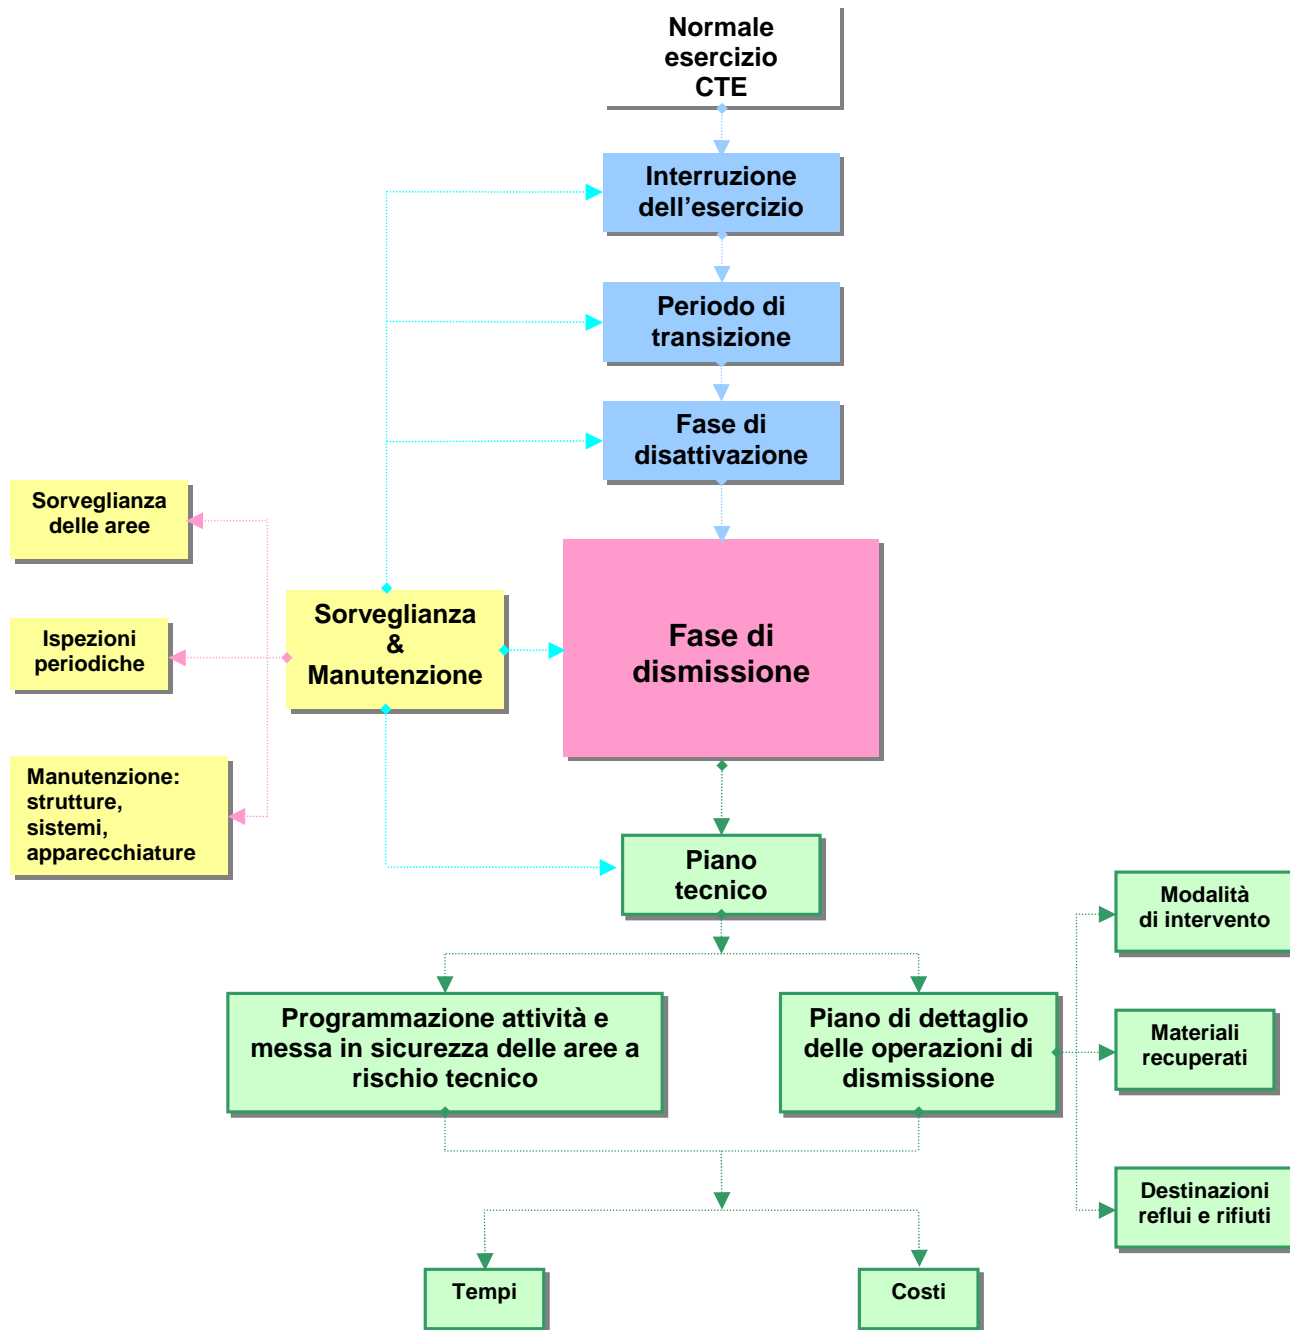 Normale
esercizio
CTE
Interruzione
dell’esercizio
Periodo di
transizione
Fase di
disattivazione
Sorveglianza
delle aree
Ispezioni
periodiche
Manutenzione:
strutture,
sistemi,
apparecchiature
Sorveglianza
&
Manutenzione
Fase di
dismissione
Piano
tecnico
Programmazione attività e
messa in sicurezza delle aree a
rischio tecnico
Piano di dettaglio
delle operazioni di
dismissione
Modalità
di intervento
Materiali
recuperati
Destinazioni
reflui e rifiuti
Tempi
Costi